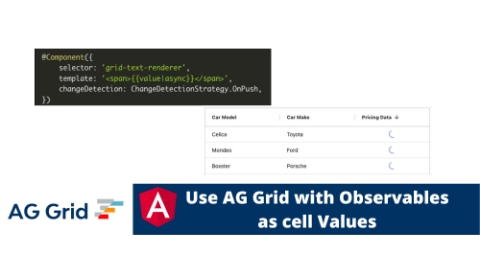 @Component({
selector: 'grid-text-renderer',
template: '<span>{{value|async}}</span>',
changeDetection: ChangeDetectionStrategy.OnPush,
})
Car Model Car Make Pricing Data ↓
Celica Toyota
Mondeo Ford
Boxster Porsche
AG Grid
A
Use AG Grid with Observables
as cell Values